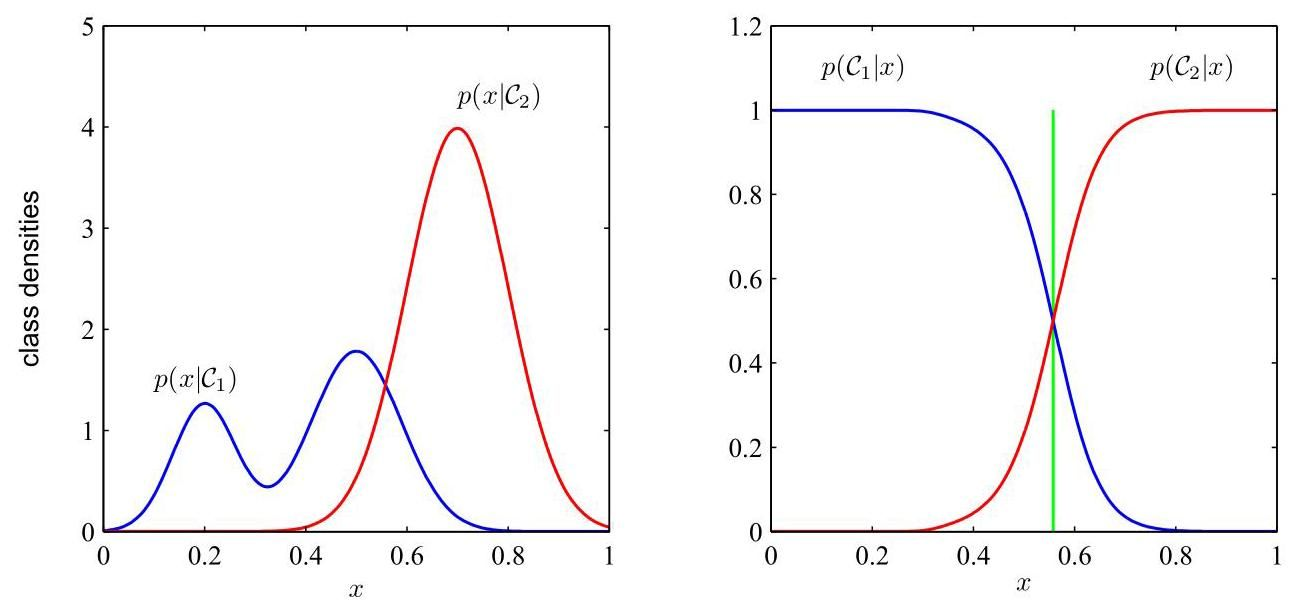 class densities
5
4
3
2
1
0
p(x|C₂)
p(x|C₁)
0 0.2 0.4 0.6 0.8 1
x
1.2
1
0.8
0.6
0.4
0.2
0
p(C₁|x) p(C₂|x)
0 0.2 0.4 0.6 0.8 1
x